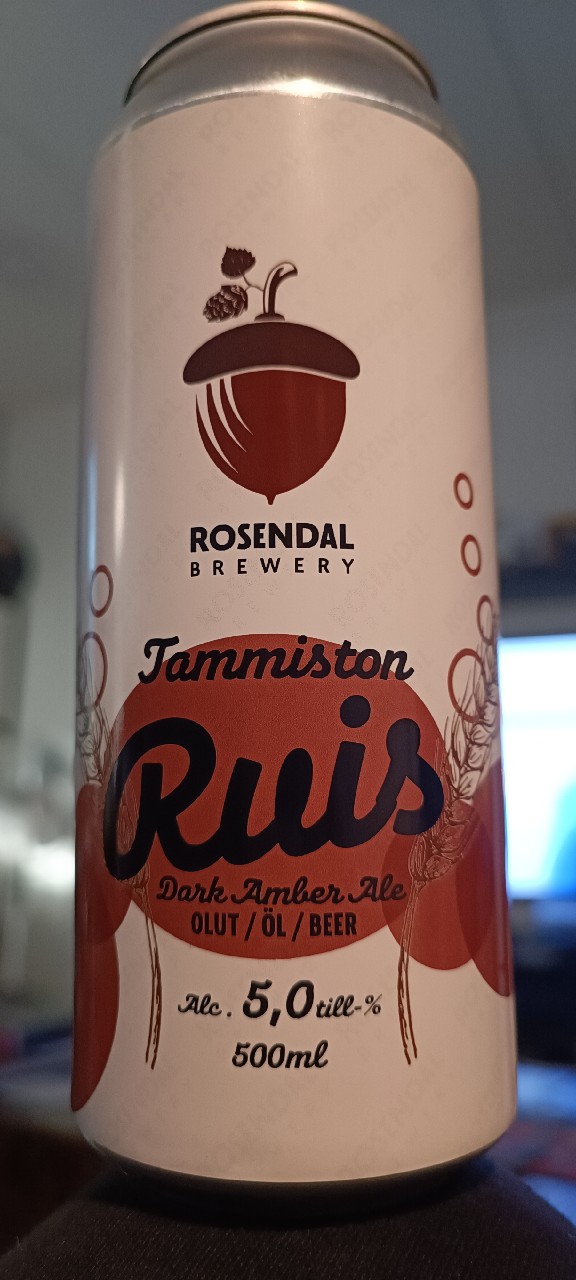 ROSENDAL
BREWERY
Tammiston
Ruis
Dark Amber Ale
OLUT / ÖL / BEER
Alc. 5,0 till-%
500ml